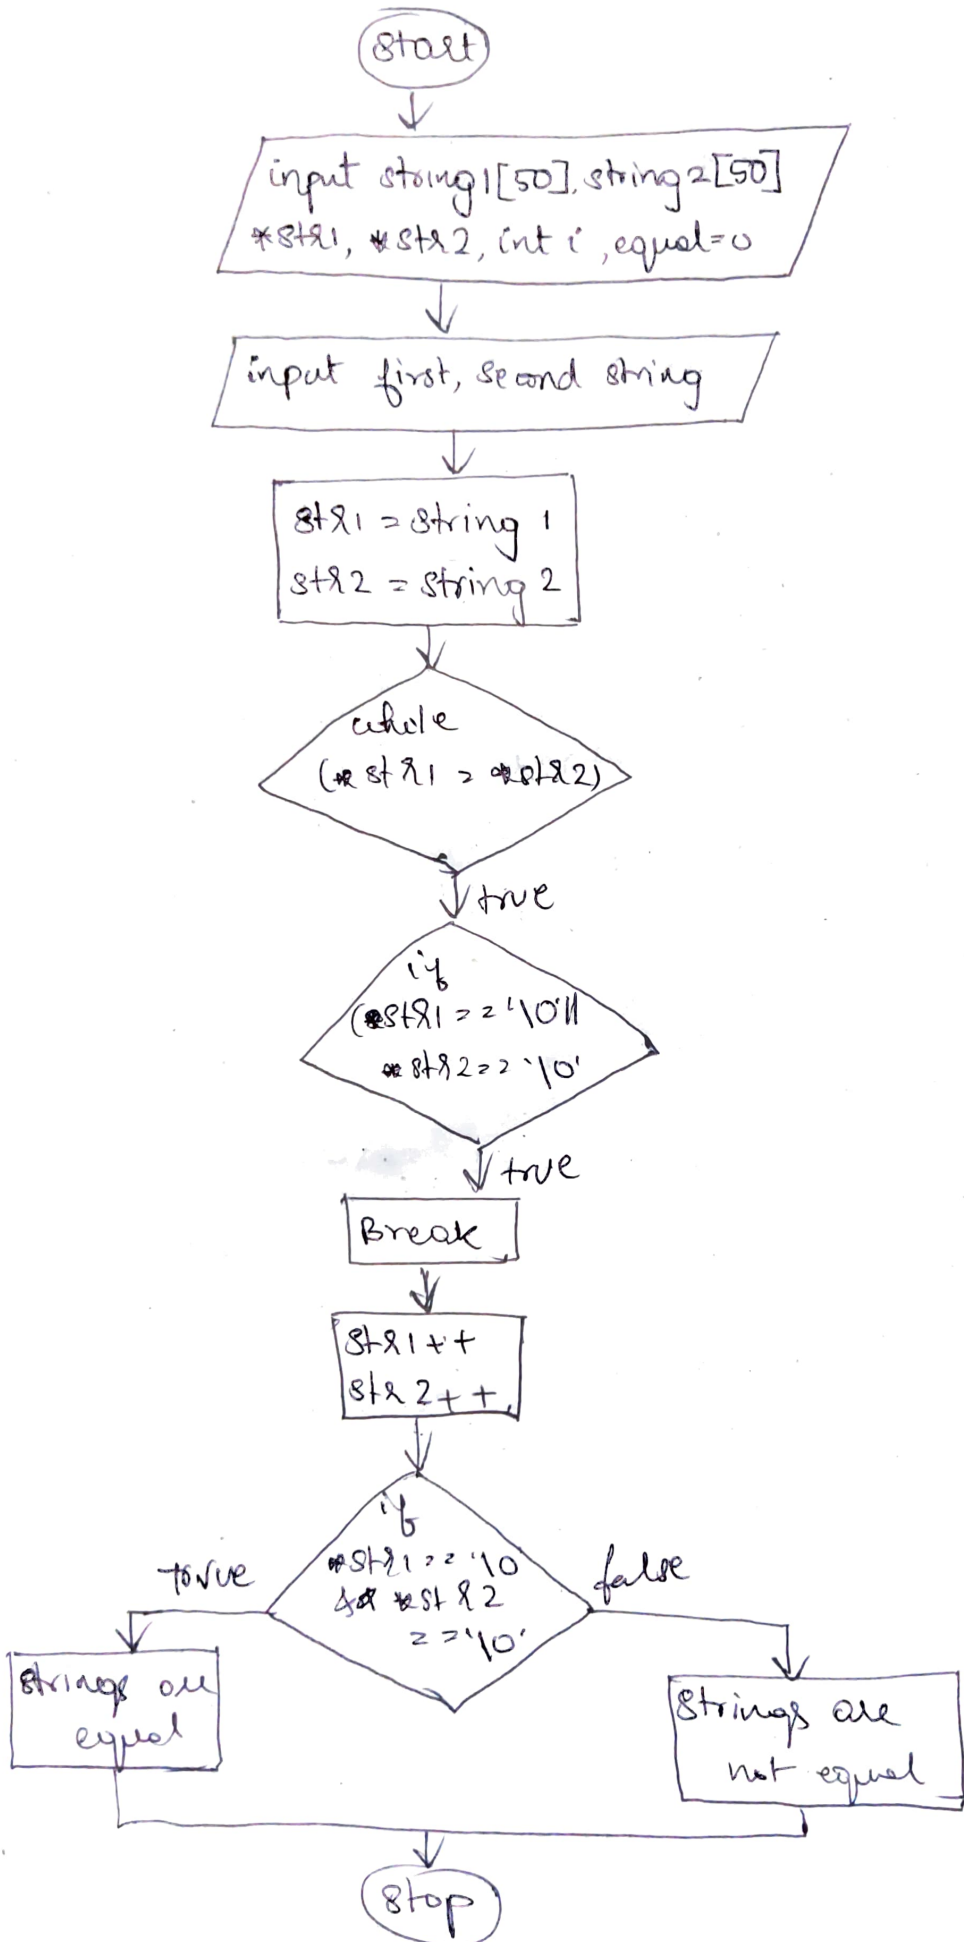 start
input string1[50], string2[50]
*str1, *str2, int i, equal=0
input first, second string
str1 = string 1
str2 = string 2
while
(*str1 = *str2)
true
if
(*str1 == '\0' ||
*str2 == '\0'
true
Break
str1++
str2++
if
*str1 == '\0
&& *str2
== '\0'
true
false
strings are
equal
strings are
not equal
stop